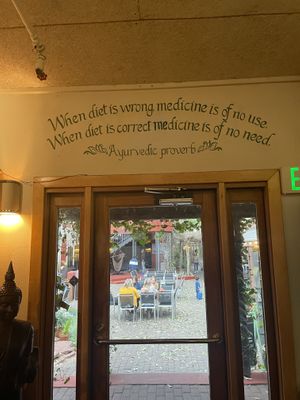 When diet is wrong medicine is of no use.
When diet is correct medicine is of no need.
Ayurvedic proverb
E